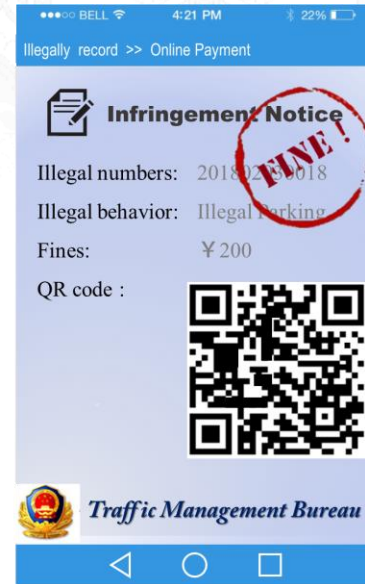 ●●●○○ BELL 4:21 PM 22%
Illegally record >> Online Payment
Infringement Notice
FINE !
Illegal numbers: 201802030018
Illegal behavior: Illegal Parking
Fines: ￥200
QR code :
Traffic Management Bureau